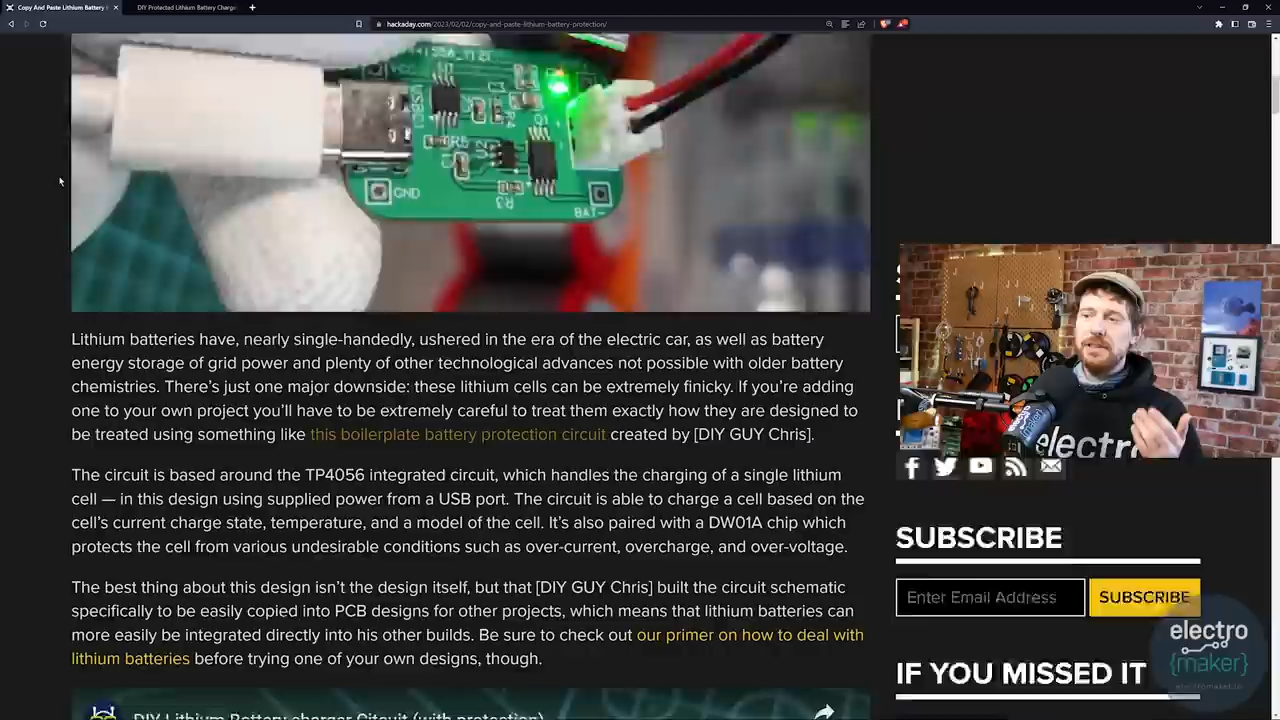 Copy And Paste Lithium Battery
DIY Protected Lithium Battery Charge
hackaday.com/2023/02/02/copy-and-paste-lithium-battery-protection/
GND
R3
BAT-
Lithium batteries have, nearly single-handedly, ushered in the era of the electric car, as well as battery
energy storage of grid power and plenty of other technological advances not possible with older battery
chemistries. There's just one major downside: these lithium cells can be extremely finicky. If you're adding
one to your own project you'll have to be extremely careful to treat them exactly how they are designed to
be treated using something like this boilerplate battery protection circuit created by [DIY GUY Chris].
The circuit is based around the TP4056 integrated circuit, which handles the charging of a single lithium
cell — in this design using supplied power from a USB port. The circuit is able to charge a cell based on the
cell's current charge state, temperature, and a model of the cell. It's also paired with a DW01A chip which
protects the cell from various undesirable conditions such as over-current, overcharge, and over-voltage.
The best thing about this design isn't the design itself, but that [DIY GUY Chris] built the circuit schematic
specifically to be easily copied into PCB designs for other projects, which means that lithium batteries can
more easily be integrated directly into his other builds. Be sure to check out our primer on how to deal with
lithium batteries before trying one of your own designs, though.
DIY Lithium Battery charger Circuit (with protection)
electr
SUBSCRIBE
Enter Email Address
SUBSCRIBE
electro
{maker}
IF YOU MISSED IT